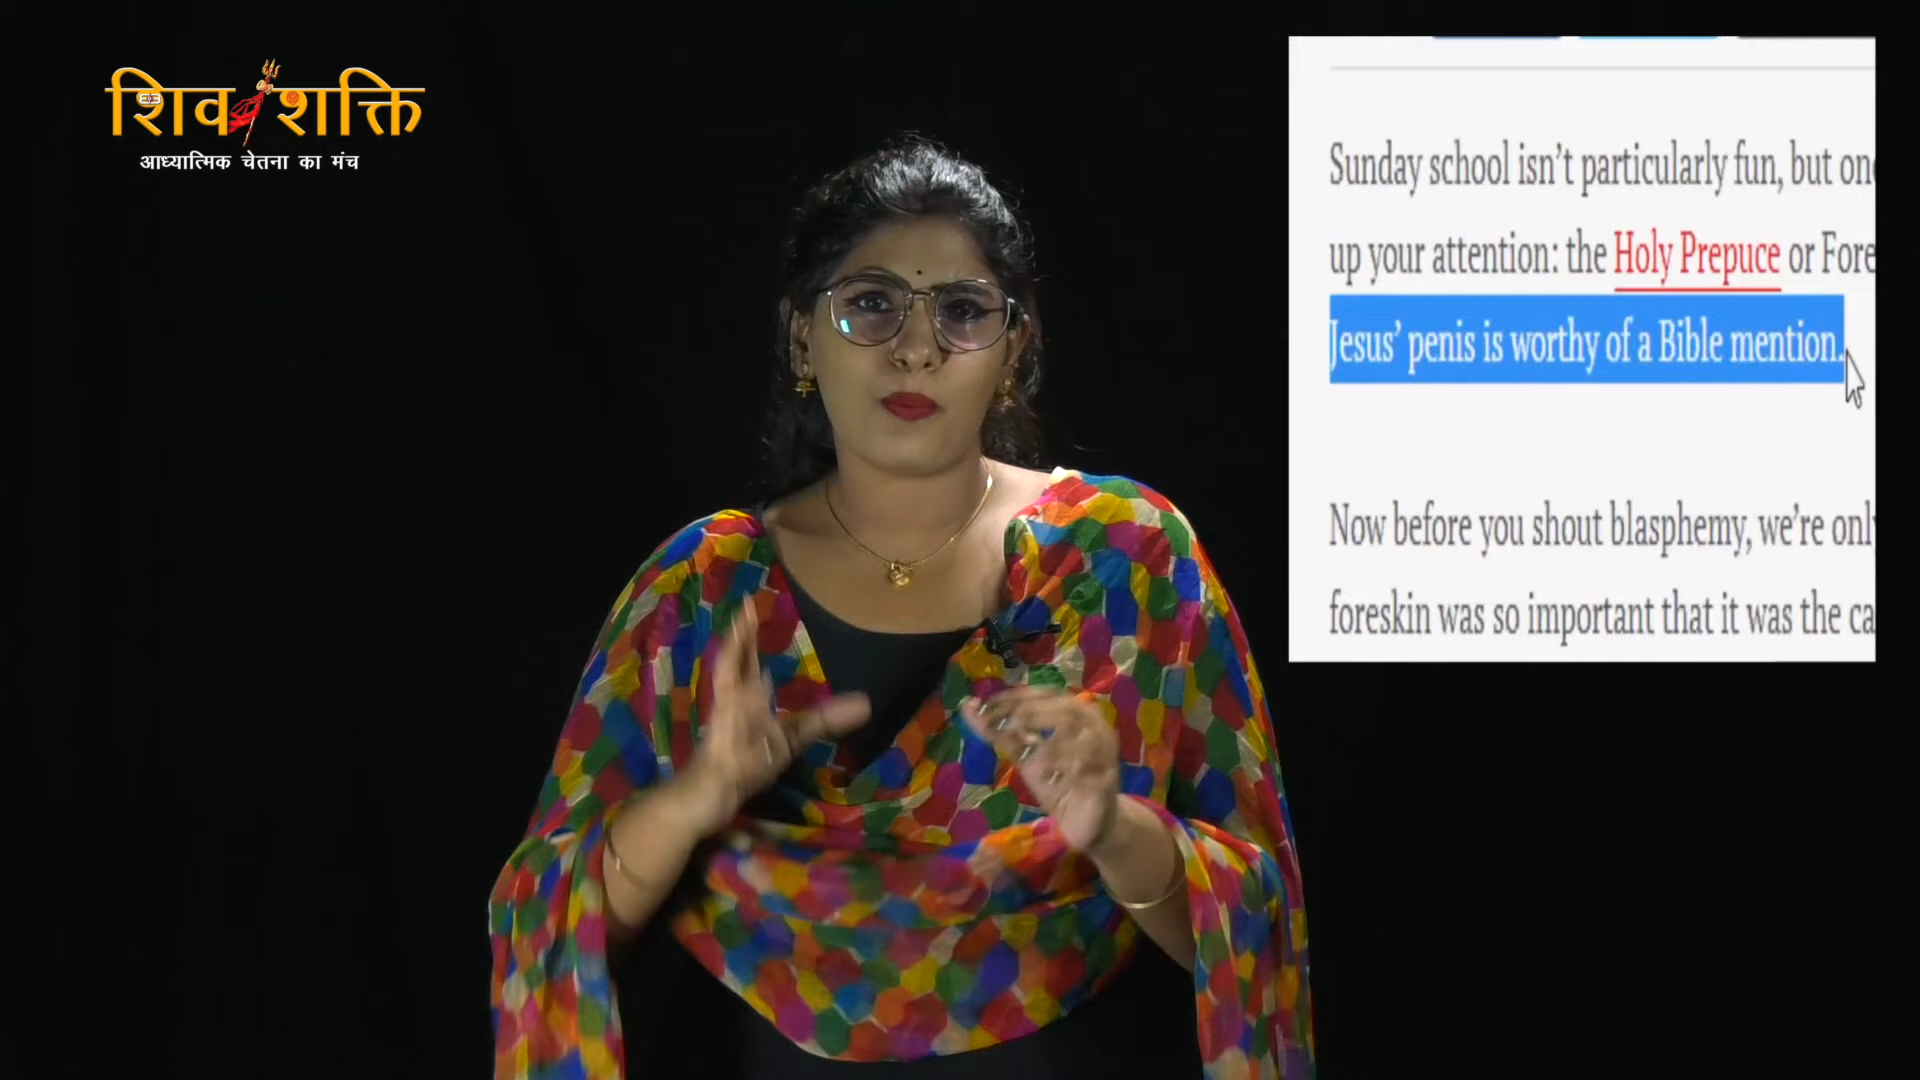 शिव शक्ति
आध्यात्मिक चेतना का मंच
Sunday school isn’t particularly fun, but on
up your attention: the Holy Prepuce or Fore
Jesus’ penis is worthy of a Bible mention.
Now before you shout blasphemy, we’re onl
foreskin was so important that it was the ca